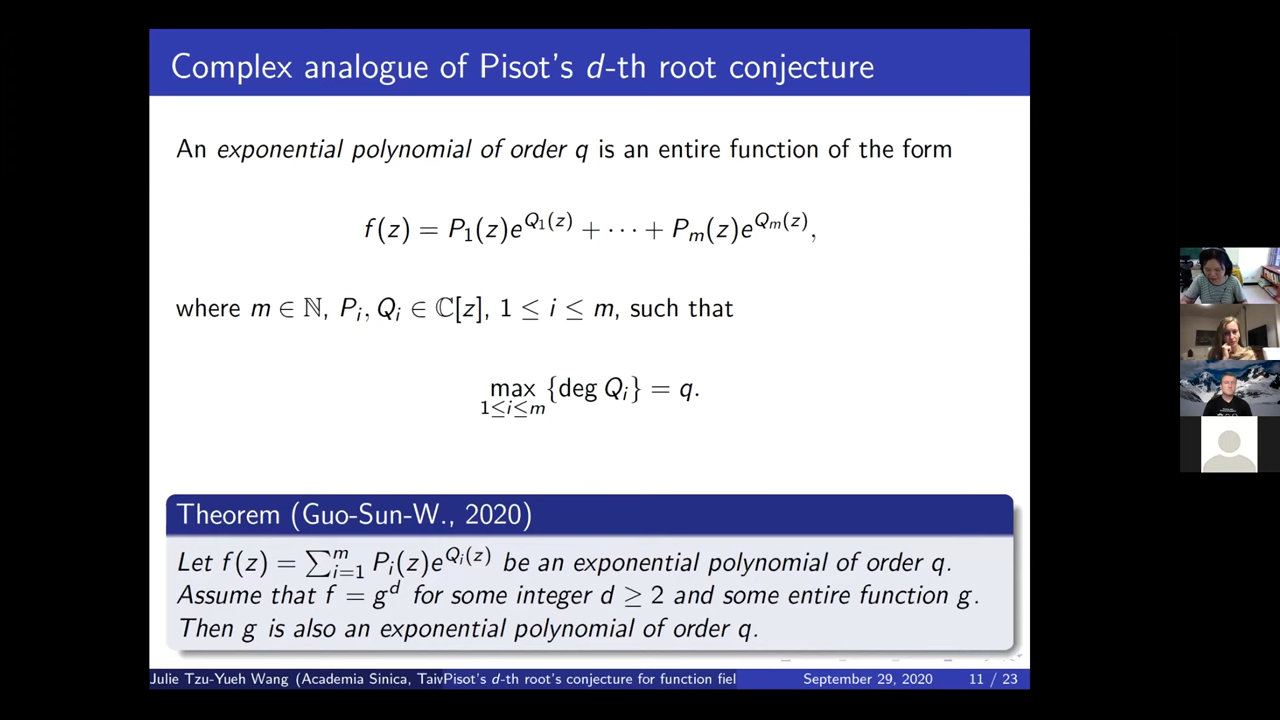 Complex analogue of Pisot's d-th root conjecture
An exponential polynomial of order q is an entire function of the form
f(z) = P₁(z)e^{Q₁(z)} + ··· + Pₘ(z)e^{Qₘ(z)},
where m ∈ ℕ, Pᵢ, Qᵢ ∈ ℂ[z], 1 ≤ i ≤ m, such that
max {deg Qᵢ} = q.
1≤i≤m
Theorem (Guo-Sun-W., 2020)
Let f(z) = ∑ᵢ₌₁ᵐ Pᵢ(z)e^{Qᵢ(z)} be an exponential polynomial of order q.
Assume that f = gᵈ for some integer d ≥ 2 and some entire function g.
Then g is also an exponential polynomial of order q.
Julie Tzu-Yueh Wang (Academia Sinica, Taiv Pisot's d-th root's conjecture for function fiel September 29, 2020 11 / 23